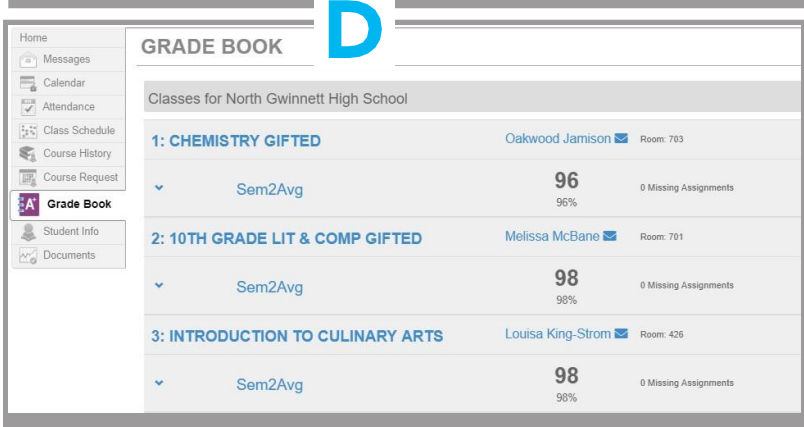 D
Home
Messages
Calendar
Attendance
Class Schedule
Course History
Course Request
A+ Grade Book
Student Info
Documents
GRADE BOOK
Classes for North Gwinnett High School
1: CHEMISTRY GIFTED Oakwood Jamison Room: 703
Sem2Avg 96 0 Missing Assignments
96%
2: 10TH GRADE LIT & COMP GIFTED Melissa McBane Room: 701
Sem2Avg 98 0 Missing Assignments
98%
3: INTRODUCTION TO CULINARY ARTS Louisa King-Strom Room: 426
Sem2Avg 98 0 Missing Assignments
98%